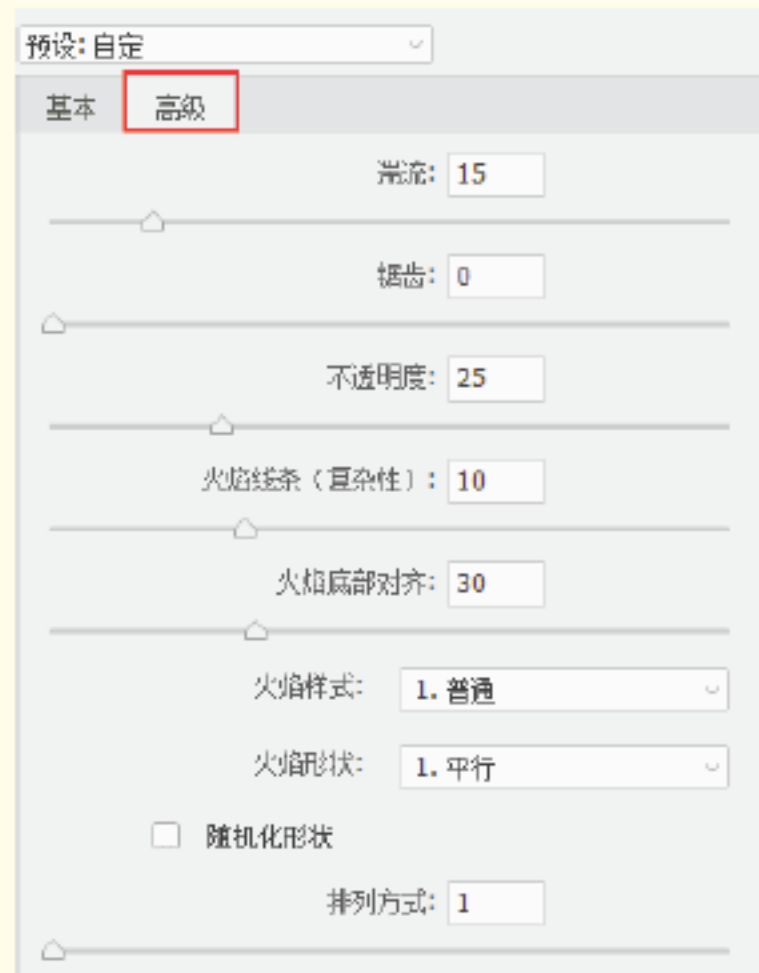 预设:自定
基本 高级
湍流: 15
锯齿: 0
不透明度: 25
火焰线条(复杂性): 10
火焰底部对齐: 30
火焰样式: 1. 普通
火焰形状: 1. 平行
随机化形状
排列方式: 1